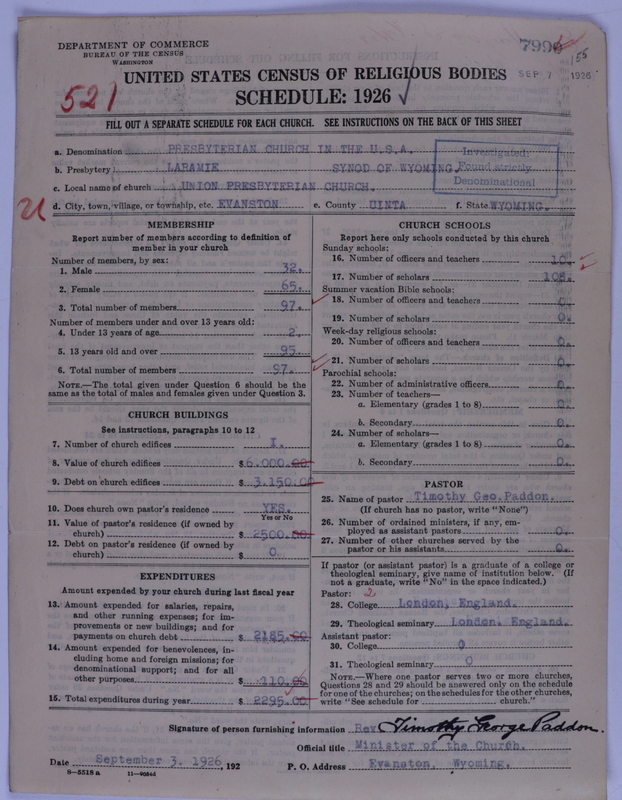 DEPARTMENT OF COMMERCE
BUREAU OF THE CENSUS
WASHINGTON
SEP 7 1926
UNITED STATES CENSUS OF RELIGIOUS BODIES
SCHEDULE: 1926
521
FILL OUT A SEPARATE SCHEDULE FOR EACH CHURCH. SEE INSTRUCTIONS ON THE BACK OF THIS SHEET
a. Denomination PRESBYTERIAN CHURCH IN THE U.S.A.
b. Presbytery LARAMIE SYNOD OF WYOMING.
c. Local name of church UNION PRESBYTERIAN CHURCH.
d. City, town, village, or township, etc. EVANSTON e. County UINTA f. State WYOMING.
Investigated:
Found strictly
Denominational
MEMBERSHIP
Report number of members according to definition of
member in your church
Number of members, by sex:
1. Male 32.
2. Female 65.
3. Total number of members 97.
Number of members under and over 13 years old:
4. Under 13 years of age 2.
5. 13 years old and over 95.
6. Total number of members 97.
NOTE.—The total given under Question 6 should be the
same as the total of males and females given under Question 3.
CHURCH BUILDINGS
See instructions, paragraphs 10 to 12
7. Number of church edifices I.
8. Value of church edifices $6.000.00
9. Debt on church edifices $ 3.150.00
10. Does church own pastor's residence YES.
Yes or No
11. Value of pastor's residence (if owned by
church) $ 2500.00
12. Debt on pastor's residence (if owned by
church) $ 0
EXPENDITURES
Amount expended by your church during last fiscal year
13. Amount expended for salaries, repairs,
and other running expenses; for im-
provements or new buildings; and for
payments on church debt $ 2185.00
14. Amount expended for benevolences, in-
cluding home and foreign missions; for
denominational support; and for all
other purposes $ 110.00
15. Total expenditures during year $ 2295.00
CHURCH SCHOOLS
Report here only schools conducted by this church
Sunday schools:
16. Number of officers and teachers 10.
17. Number of scholars 108.
Summer vacation Bible schools:
18. Number of officers and teachers 0.
19. Number of scholars 0.
Week-day religious schools:
20. Number of officers and teachers 0.
21. Number of scholars 0.
Parochial schools:
22. Number of administrative officers 0.
23. Number of teachers—
a. Elementary (grades 1 to 8) 0.
b. Secondary 0.
24. Number of scholars—
a. Elementary (grades 1 to 8) 0.
b. Secondary 0.
PASTOR
25. Name of pastor Timothy Geo.Paddon.
(If church has no pastor, write "None")
26. Number of ordained ministers, if any, em-
ployed as assistant pastors 0.
27. Number of other churches served by the
pastor or his assistants 0.
If pastor (or assistant pastor) is a graduate of a college or
theological seminary, give name of institution below. (If
not a graduate, write "No" in the space indicated.)
Pastor: 2
28. College London, England.
29. Theological seminary London. England.
Assistant pastor:
30. College 0
31. Theological seminary 0
NOTE.—Where one pastor serves two or more churches,
Questions 28 and 29 should be answered only on the schedule
for one of the churches; on the schedules for the other churches,
write "See schedule for church."
Signature of person furnishing information Rev Timothy George Paddon.
Official title Minister of the Church.
Date September 3. 1926 , 192 P. O. Address Evanston, Wyoming.
8—5518 a